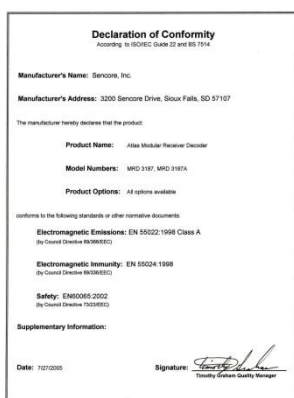 Declaration of Conformity
According to ISO/IEC Guide 22 and BS 7514
Manufacturer's Name: Sencore, Inc.
Manufacturer's Address: 3200 Sencore Drive, Sioux Falls, SD 57107
The manufacturer hereby declares that the product:
Product Name: Atlas Modular Receiver Decoder
Model Numbers: MRD 3187, MRD 3187A
Product Options: All options available
conforms to the following standards or other normative documents:
Electromagnetic Emissions: EN 55022:1998 Class A
(by Council Directive 89/366/EEC)
Electromagnetic Immunity: EN 55024:1998
(by Council Directive 89/336/EEC)
Safety: EN60065:2002
(by Council Directive 73/23/EEC)
Supplementary Information:
Date: 7/27/2005
Signature: Timothy Graham
Timothy Graham Quality Manager